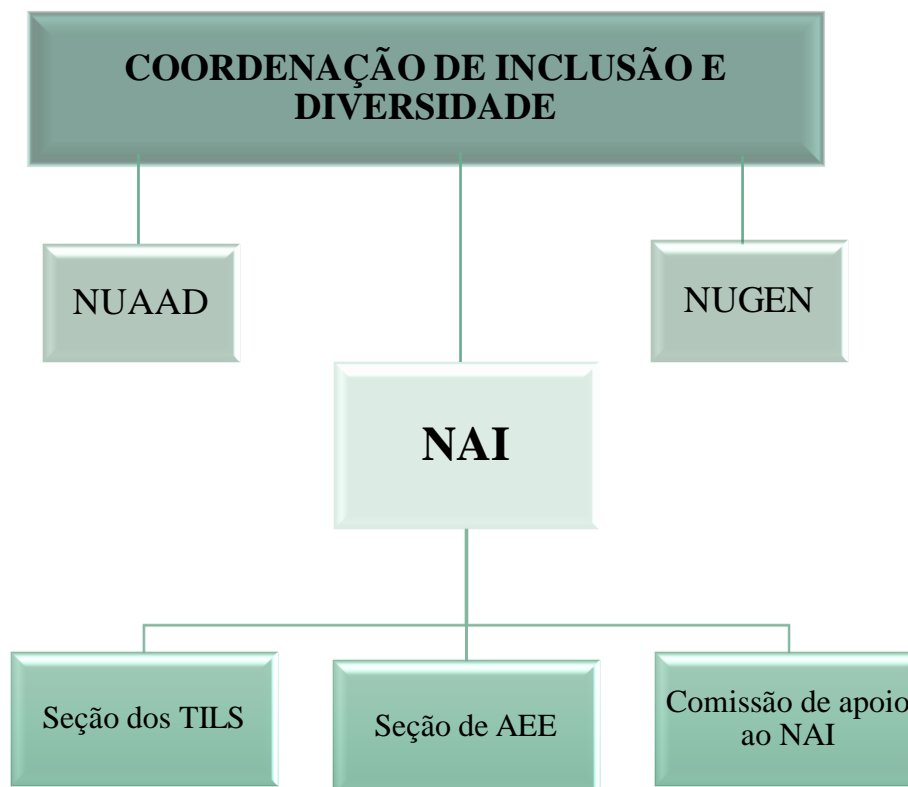 COORDENAÇÃO DE INCLUSÃO E
DIVERSIDADE
NUAAD
NUGEN
NAI
Seção dos TILS
Seção de AEE
Comissão de apoio
ao NAI